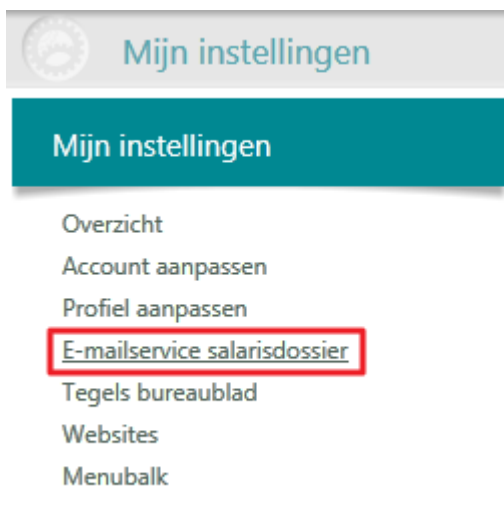 Mijn instellingen
Mijn instellingen
Overzicht
Account aanpassen
Profiel aanpassen
E-mailservice salarisdossier
Tegels bureaublad
Websites
Menubalk